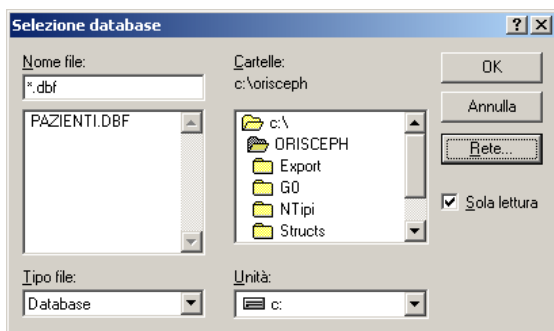 Selezione database
Nome file:
*.dbf
PAZIENTI.DBF
Tipo file:
Database
Cartelle:
c:\orisceph
c:\
ORISCEPH
Export
G0
NTipi
Structs
Unità:
c:
OK
Annulla
Rete...
Sola lettura